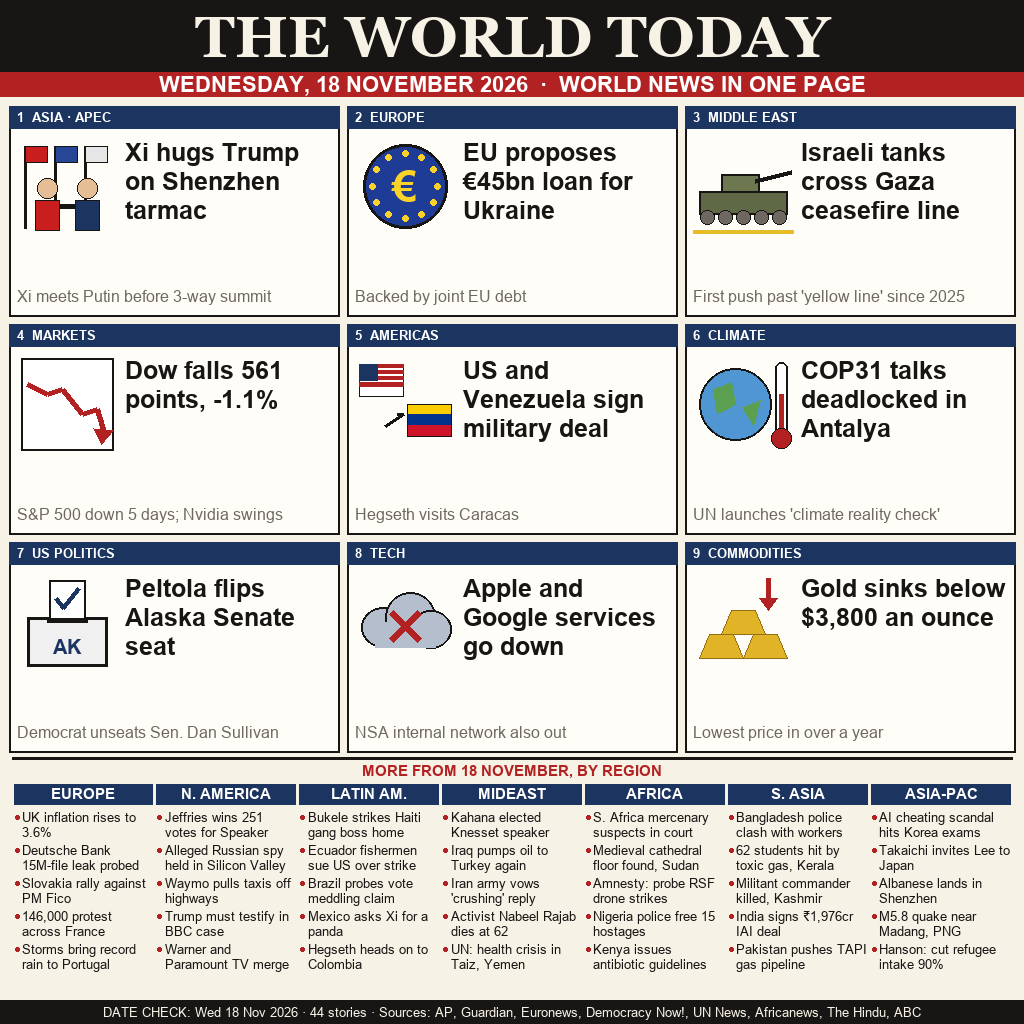 THE WORLD TODAY
WEDNESDAY, 18 NOVEMBER 2026 · WORLD NEWS IN ONE PAGE
1 ASIA · APEC
Xi hugs Trump
on Shenzhen
tarmac
Xi meets Putin before 3-way summit
2 EUROPE
€
EU proposes
€45bn loan for
Ukraine
Backed by joint EU debt
3 MIDDLE EAST
Israeli tanks
cross Gaza
ceasefire line
First push past 'yellow line' since 2025
4 MARKETS
Dow falls 561
points, -1.1%
S&P 500 down 5 days; Nvidia swings
5 AMERICAS
US and
Venezuela sign
military deal
Hegseth visits Caracas
6 CLIMATE
COP31 talks
deadlocked in
Antalya
UN launches 'climate reality check'
7 US POLITICS
AK
Peltola flips
Alaska Senate
seat
Democrat unseats Sen. Dan Sullivan
8 TECH
Apple and
Google services
go down
NSA internal network also out
9 COMMODITIES
Gold sinks below
$3,800 an ounce
Lowest price in over a year
MORE FROM 18 NOVEMBER, BY REGION
EUROPE
•UK inflation rises to
3.6%
•Deutsche Bank
15M-file leak probed
•Slovakia rally against
PM Fico
•146,000 protest
across France
•Storms bring record
rain to Portugal
N. AMERICA
•Jeffries wins 251
votes for Speaker
•Alleged Russian spy
held in Silicon Valley
•Waymo pulls taxis off
highways
•Trump must testify in
BBC case
•Warner and
Paramount TV merge
LATIN AM.
•Bukele strikes Haiti
gang boss home
•Ecuador fishermen
sue US over strike
•Brazil probes vote
meddling claim
•Mexico asks Xi for a
panda
•Hegseth heads on to
Colombia
MIDEAST
•Kahana elected
Knesset speaker
•Iraq pumps oil to
Turkey again
•Iran army vows
'crushing' reply
•Activist Nabeel Rajab
dies at 62
•UN: health crisis in
Taiz, Yemen
AFRICA
•S. Africa mercenary
suspects in court
•Medieval cathedral
floor found, Sudan
•Amnesty: probe RSF
drone strikes
•Nigeria police free 15
hostages
•Kenya issues
antibiotic guidelines
S. ASIA
•Bangladesh police
clash with workers
•62 students hit by
toxic gas, Kerala
•Militant commander
killed, Kashmir
•India signs ₹1,976cr
IAI deal
•Pakistan pushes TAPI
gas pipeline
ASIA-PAC
•AI cheating scandal
hits Korea exams
•Takaichi invites Lee to
Japan
•Albanese lands in
Shenzhen
•M5.8 quake near
Madang, PNG
•Hanson: cut refugee
intake 90%
DATE CHECK: Wed 18 Nov 2026 · 44 stories · Sources: AP, Guardian, Euronews, Democracy Now!, UN News, Africanews, The Hindu, ABC